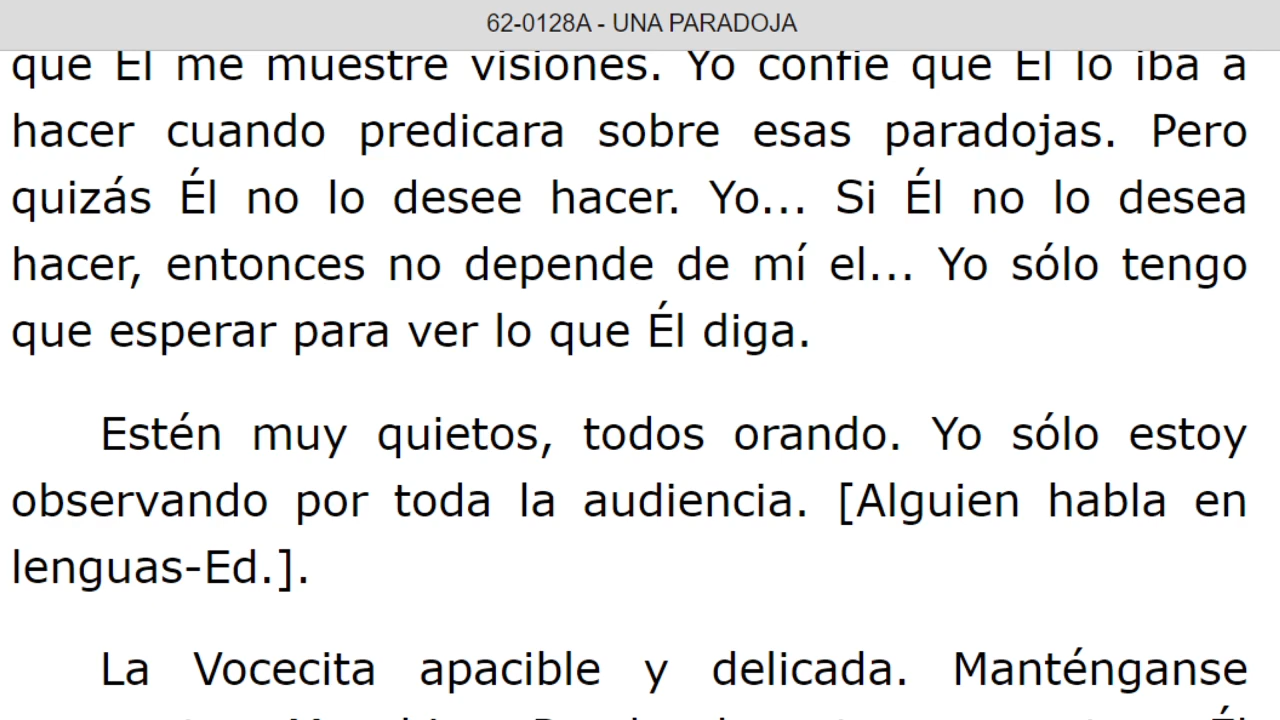 62-0128A - UNA PARADOJA
que Él me muestre visiones. Yo confié que Él lo iba a
hacer cuando predicara sobre esas paradojas. Pero
quizás Él no lo desee hacer. Yo... Si Él no lo desea
hacer, entonces no depende de mí el... Yo sólo tengo
que esperar para ver lo que Él diga.
Estén muy quietos, todos orando. Yo sólo estoy
observando por toda la audiencia. [Alguien habla en
lenguas-Ed.].
La Vocecita apacible y delicada. Manténganse